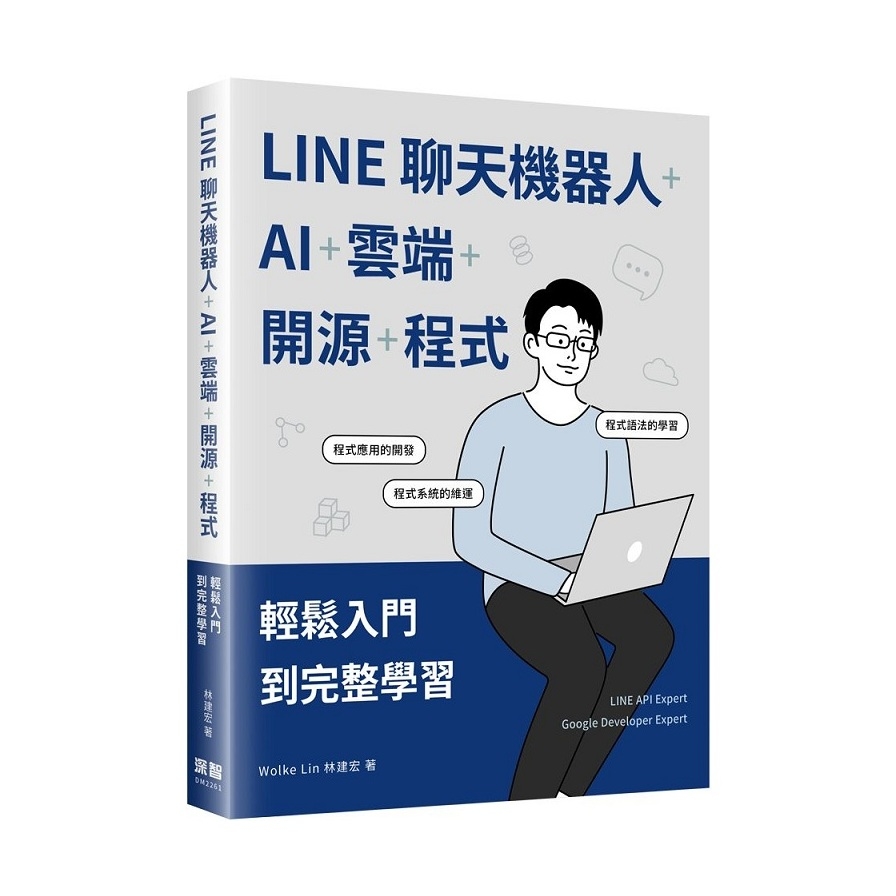 LINE 聊天機器人+
AI+雲端+
開源+程式
程式語法的學習
程式應用的開發
程式系統的維運
輕鬆入門
到完整學習
LINE API Expert
Google Developer Expert
Wolke Lin 林建宏 著
LINE 聊天機器人+AI+雲端+開源+程式
輕鬆入門
到完整學習
林建宏 著
深智
DM2261